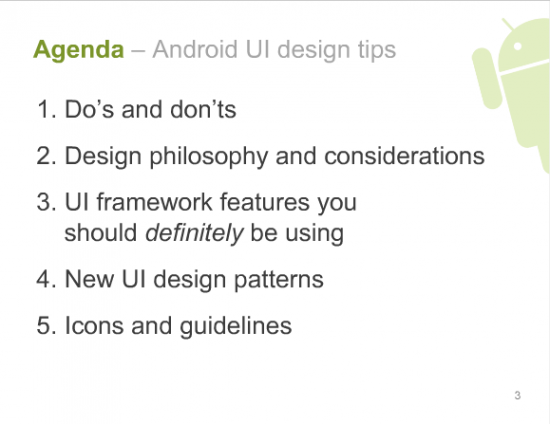 Agenda – Android UI design tips
1. Do’s and don’ts
2. Design philosophy and considerations
3. UI framework features you
should definitely be using
4. New UI design patterns
5. Icons and guidelines
3